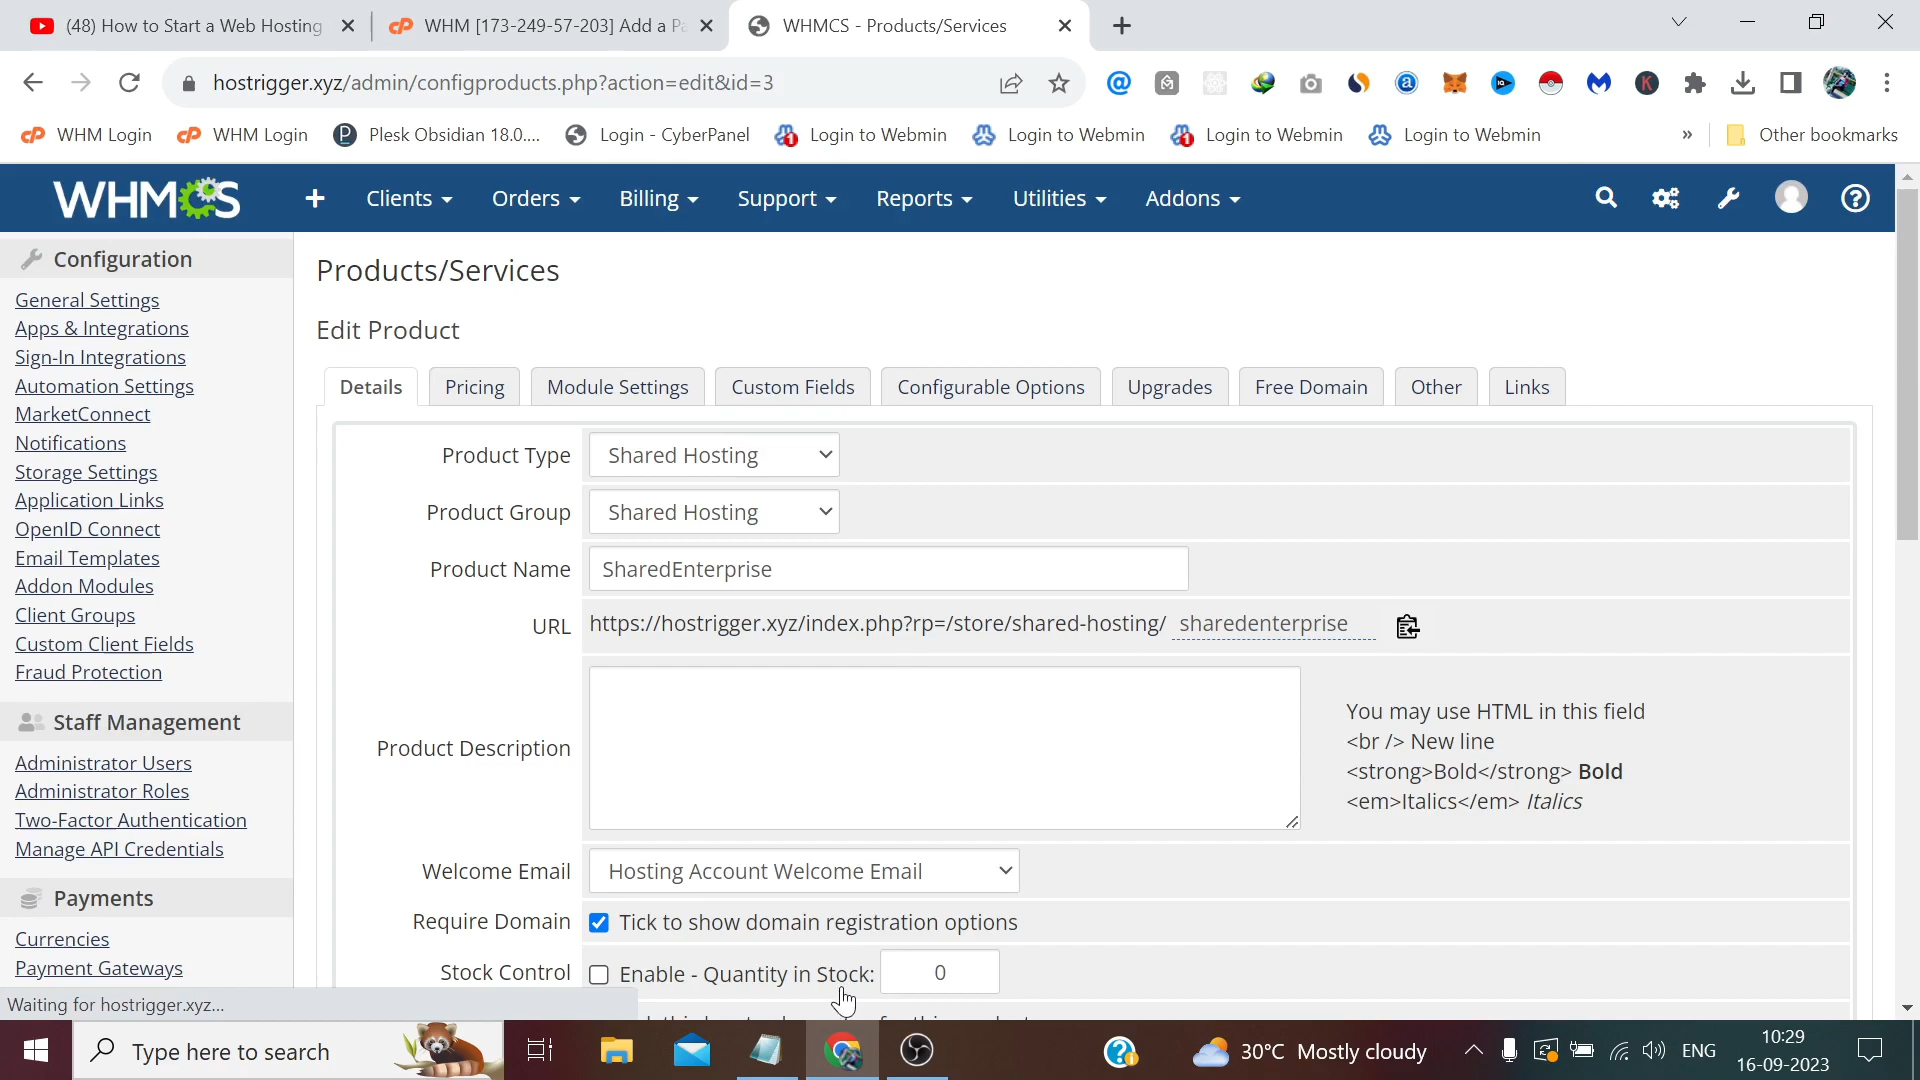 (48) How to Start a Web Hosting
WHM [173-249-57-203] Add a Pa
WHMCS - Products/Services
hostrigger.xyz/admin/configproducts.php?action=edit&id=3
WHM Login
WHM Login
Plesk Obsidian 18.0....
Login - CyberPanel
Login to Webmin
Login to Webmin
Login to Webmin
Login to Webmin
»
Other bookmarks
WHMCS
Clients
Orders
Billing
Support
Reports
Utilities
Addons
Configuration
General Settings
Apps & Integrations
Sign-In Integrations
Automation Settings
MarketConnect
Notifications
Storage Settings
Application Links
OpenID Connect
Email Templates
Addon Modules
Client Groups
Custom Client Fields
Fraud Protection
Staff Management
Administrator Users
Administrator Roles
Two-Factor Authentication
Manage API Credentials
Payments
Currencies
Payment Gateways
Products/Services
Edit Product
Details
Pricing
Module Settings
Custom Fields
Configurable Options
Upgrades
Free Domain
Other
Links
Product Type Shared Hosting
Product Group Shared Hosting
Product Name SharedEnterprise
URL https://hostrigger.xyz/index.php?rp=/store/shared-hosting/ sharedenterprise
Product Description
You may use HTML in this field
<br /> New line
<strong>Bold</strong> Bold
<em>Italics</em> Italics
Welcome Email Hosting Account Welcome Email
Require Domain Tick to show domain registration options
Stock Control Enable - Quantity in Stock: 0
Waiting for hostrigger.xyz...
Type here to search
30°C Mostly cloudy
ENG
10:29
16-09-2023